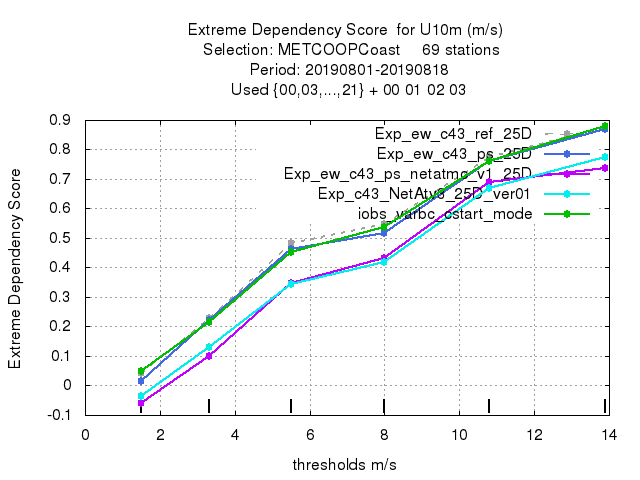 Extreme Dependency Score for U10m (m/s)
Selection: METCOOPCoast 69 stations
Period: 20190801-20190818
Used {00,03,...,21} + 00 01 02 03
Extreme Dependency Score
0.9
0.8
0.7
0.6
0.5
0.4
0.3
0.2
0.1
0
-0.1
Exp_ew_c43_ref_25D
Exp_ew_c43_ps_25D
Exp_ew_c43_ps_netatmo_v1_25D
Exp_c43_NetAtv3_25D_ver01
iobs_varbc_cstart_mode
0 2 4 6 8 10 12 14
thresholds m/s